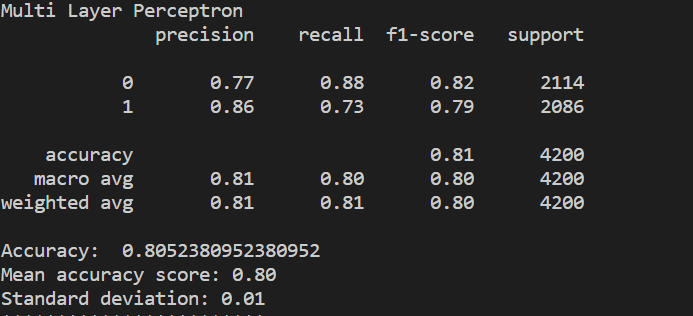 Multi Layer Perceptron
precision recall f1-score support
0 0.77 0.88 0.82 2114
1 0.86 0.73 0.79 2086
accuracy 0.81 4200
macro avg 0.81 0.80 0.80 4200
weighted avg 0.81 0.81 0.80 4200
Accuracy: 0.8052380952380952
Mean accuracy score: 0.80
Standard deviation: 0.01